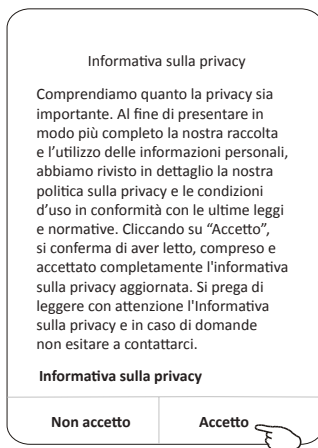 Informativa sulla privacy
Comprendiamo quanto la privacy sia
importante. Al fine di presentare in
modo più completo la nostra raccolta
e l’utilizzo delle informazioni personali,
abbiamo rivisto in dettaglio la nostra
politica sulla privacy e le condizioni
d’uso in conformità con le ultime leggi
e normative. Cliccando su “Accetto”,
si conferma di aver letto, compreso e
accettato completamente l'informativa
sulla privacy aggiornata. Si prega di
leggere con attenzione l'Informativa
sulla privacy e in caso di domande
non esitare a contattarci.
Informativa sulla privacy
Non accetto Accetto